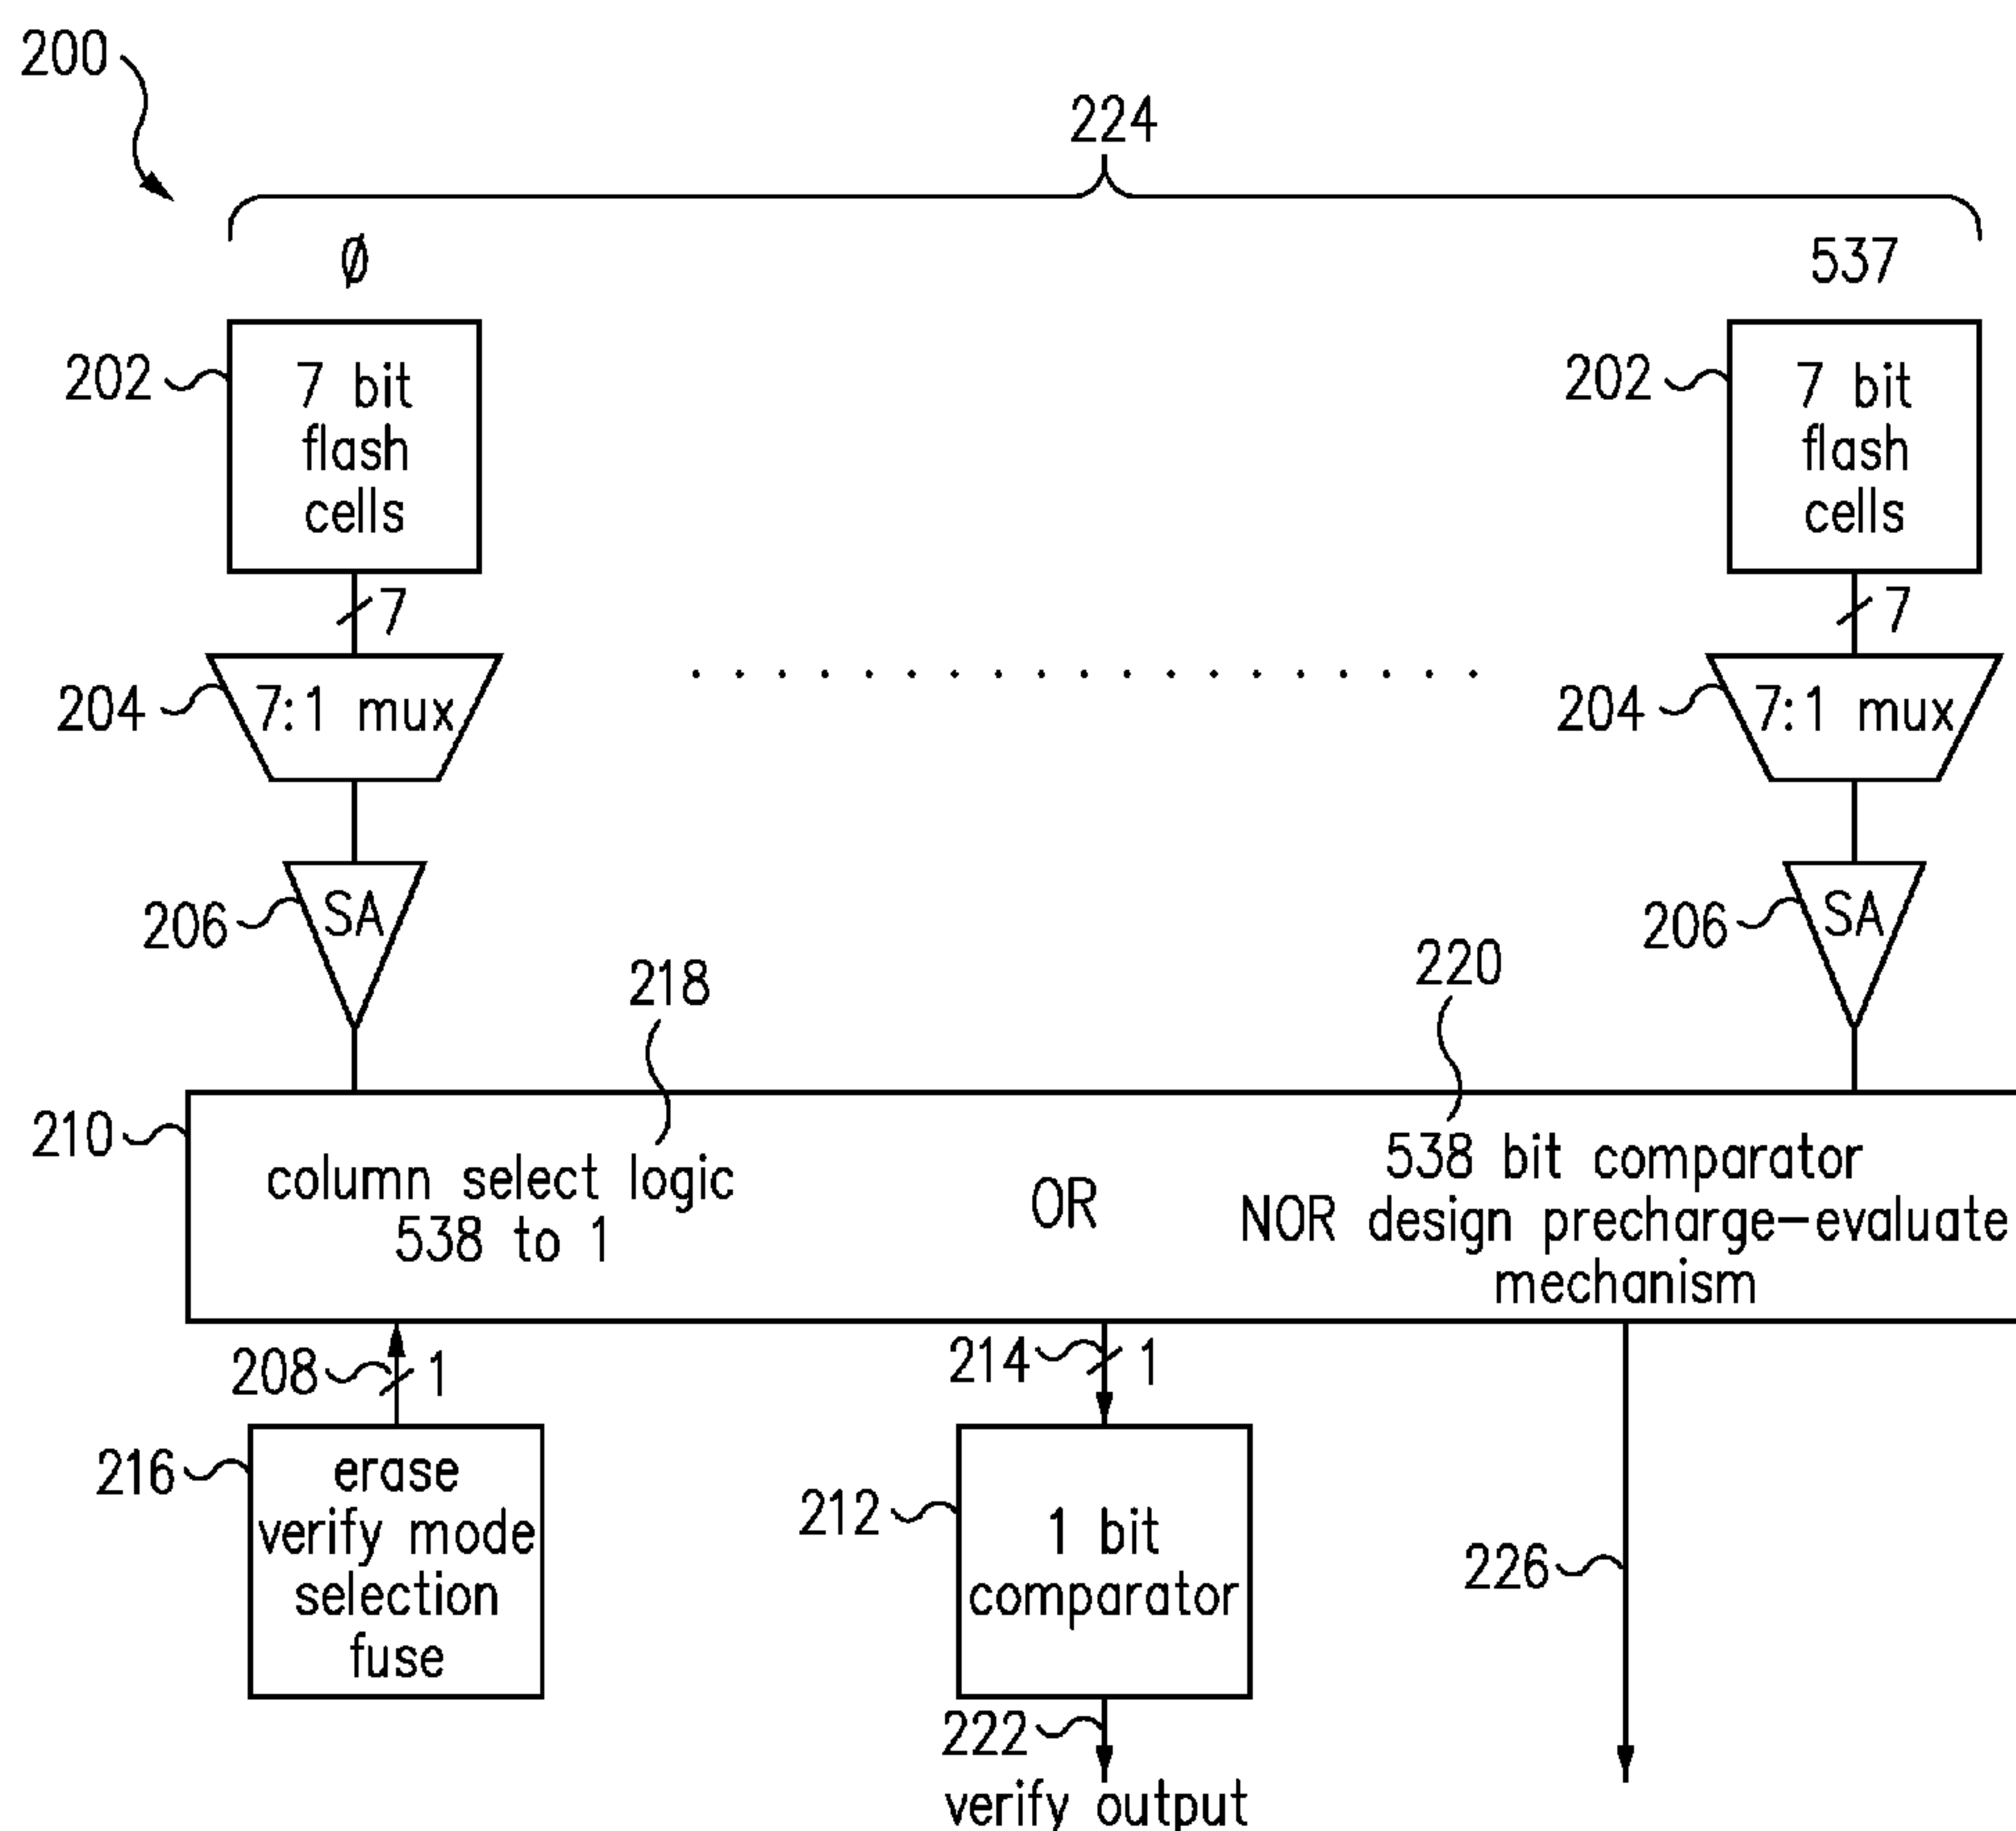 200
224
Ø
537
202
7 bit
flash
cells
202
7 bit
flash
cells
7
7
204
7:1 mux
204
7:1 mux
206
SA
206
SA
218
220
210
column select logic
538 to 1
OR
538 bit comparator
NOR design precharge-evaluate
mechanism
208
1
214
1
216
erase
verify mode
selection
fuse
212
1 bit
comparator
226
222
verify output